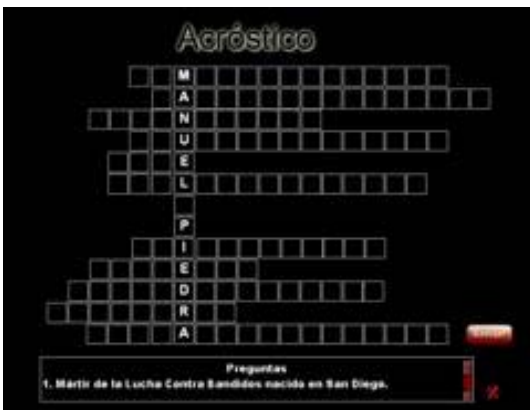 Acróstico
M
A
N
U
E
L
P
I
E
D
R
A
Preguntas
1. Mártir de la Lucha Contra Bandidos nacido en San Diego.